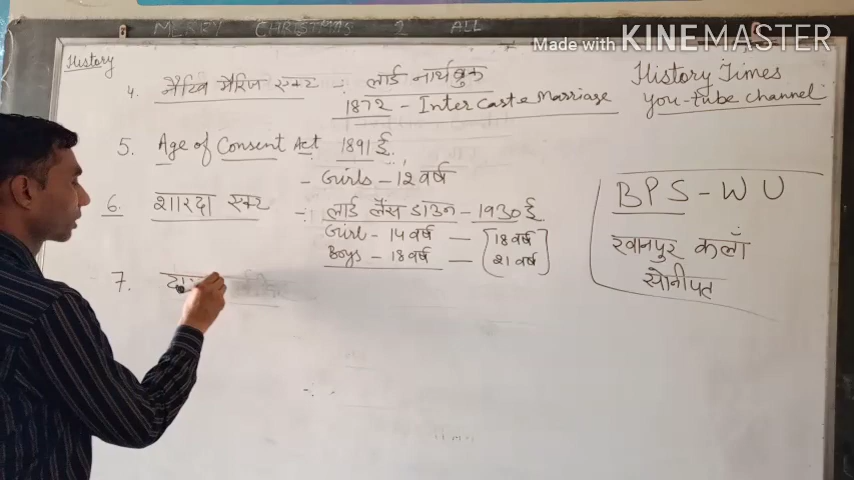 MERRY CHRISTMAS 2 ALL
Made with KINEMASTER
History
4. नैटिव मैरिज एक्ट : लार्ड नार्थब्रुक
1872 - Inter Caste Marriage
History Times
You-tube channel
5. Age of Consent Act 1891 ई.
- Girls - 12 वर्ष
6. शारदा एक्ट : लार्ड लैंस डाउन - 1930 ई
Girl - 14 वर्ष - 18 वर्ष
Boys - 18 वर्ष - 21 वर्ष
BPS - W U
खानपुर कलाँ
सोनीपत
7.